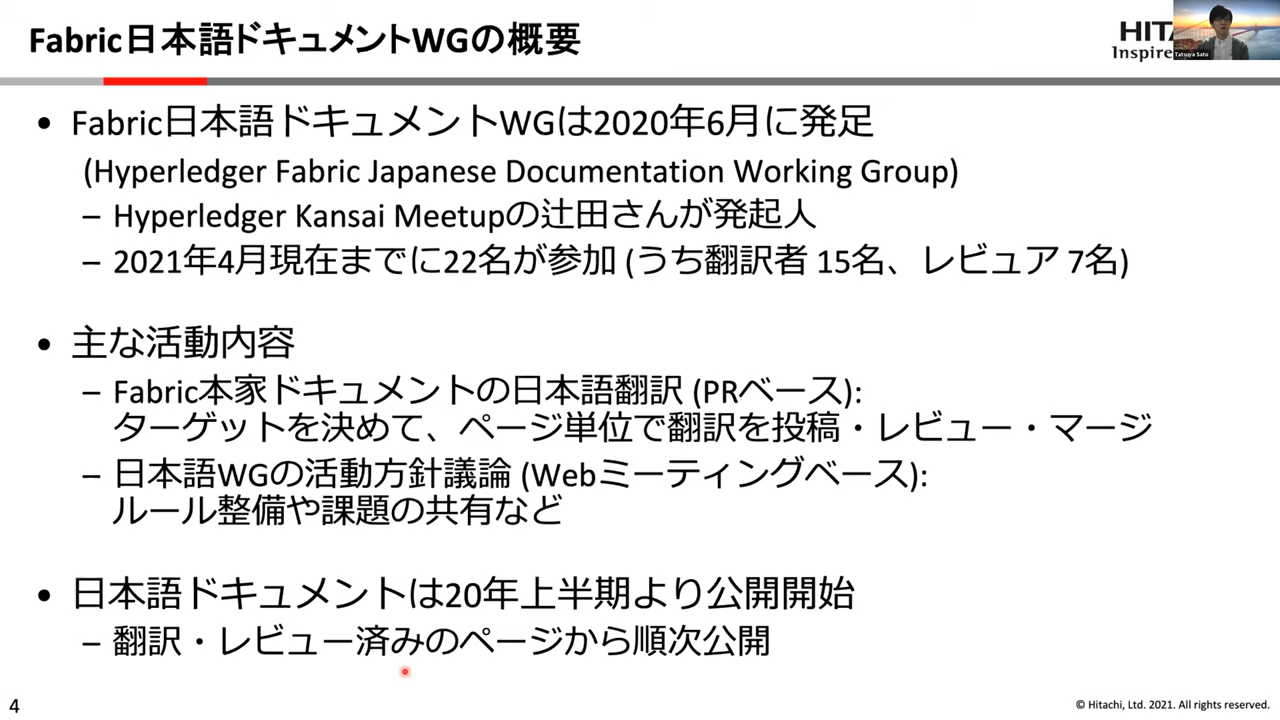 Fabric日本語ドキュメントWGの概要
HITA
Inspire
Tatsuya Sato
• Fabric日本語ドキュメントWGは2020年6月に発足
(Hyperledger Fabric Japanese Documentation Working Group)
– Hyperledger Kansai Meetupの辻田さんが発起人
– 2021年4月現在までに22名が参加 (うち翻訳者 15名、レビュア 7名)
• 主な活動内容
– Fabric本家ドキュメントの日本語翻訳 (PRベース):
ターゲットを決めて、ページ単位で翻訳を投稿・レビュー・マージ
– 日本語WGの活動方針議論 (Webミーティングベース):
ルール整備や課題の共有など
• 日本語ドキュメントは20年上半期より公開開始
– 翻訳・レビュー済みのページから順次公開
4
© Hitachi, Ltd. 2021. All rights reserved.